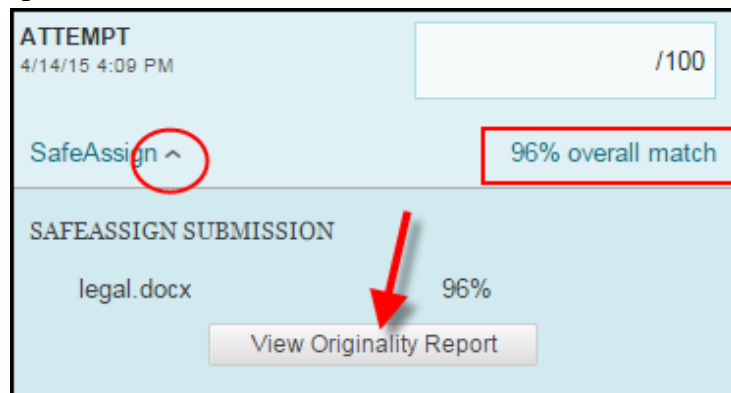 ATTEMPT
4/14/15 4:09 PM
/100
SafeAssign
96% overall match
SAFEASSIGN SUBMISSION
legal.docx 96%
View Originality Report